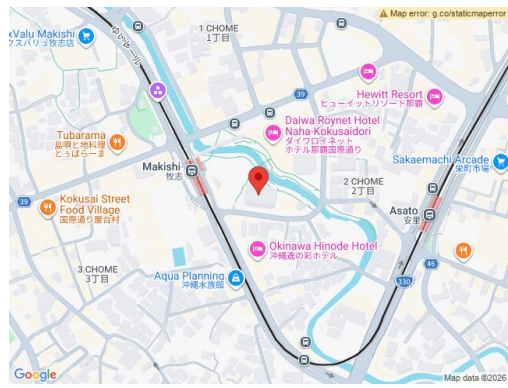 Map error: g.co/staticmaperror
1 CHOME
1丁目
xValu Makishi
クスバリュ牧志店
ゆいレール
39
Hewitt Resort
ヒューイットリゾート那覇
Daiwa Roynet Hotel
Naha-Kokusaidori
ダイワロイネット
ホテル那覇国際通り
Tubarama
島唄と地料理
とぅばらーま
Makishi
牧志
Sakaemachi Arcade
栄町市場
2 CHOME
2丁目
39
Kokusai Street
Food Village
国際通り屋台村
Asato
安里
Okinawa Hinode Hotel
沖縄逸の彩ホテル
3 CHOME
3丁目
Aqua Planning
沖縄水族館
46
330
Google
Map data ©2026